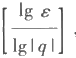 [ lg ε / lg | q | ] ,